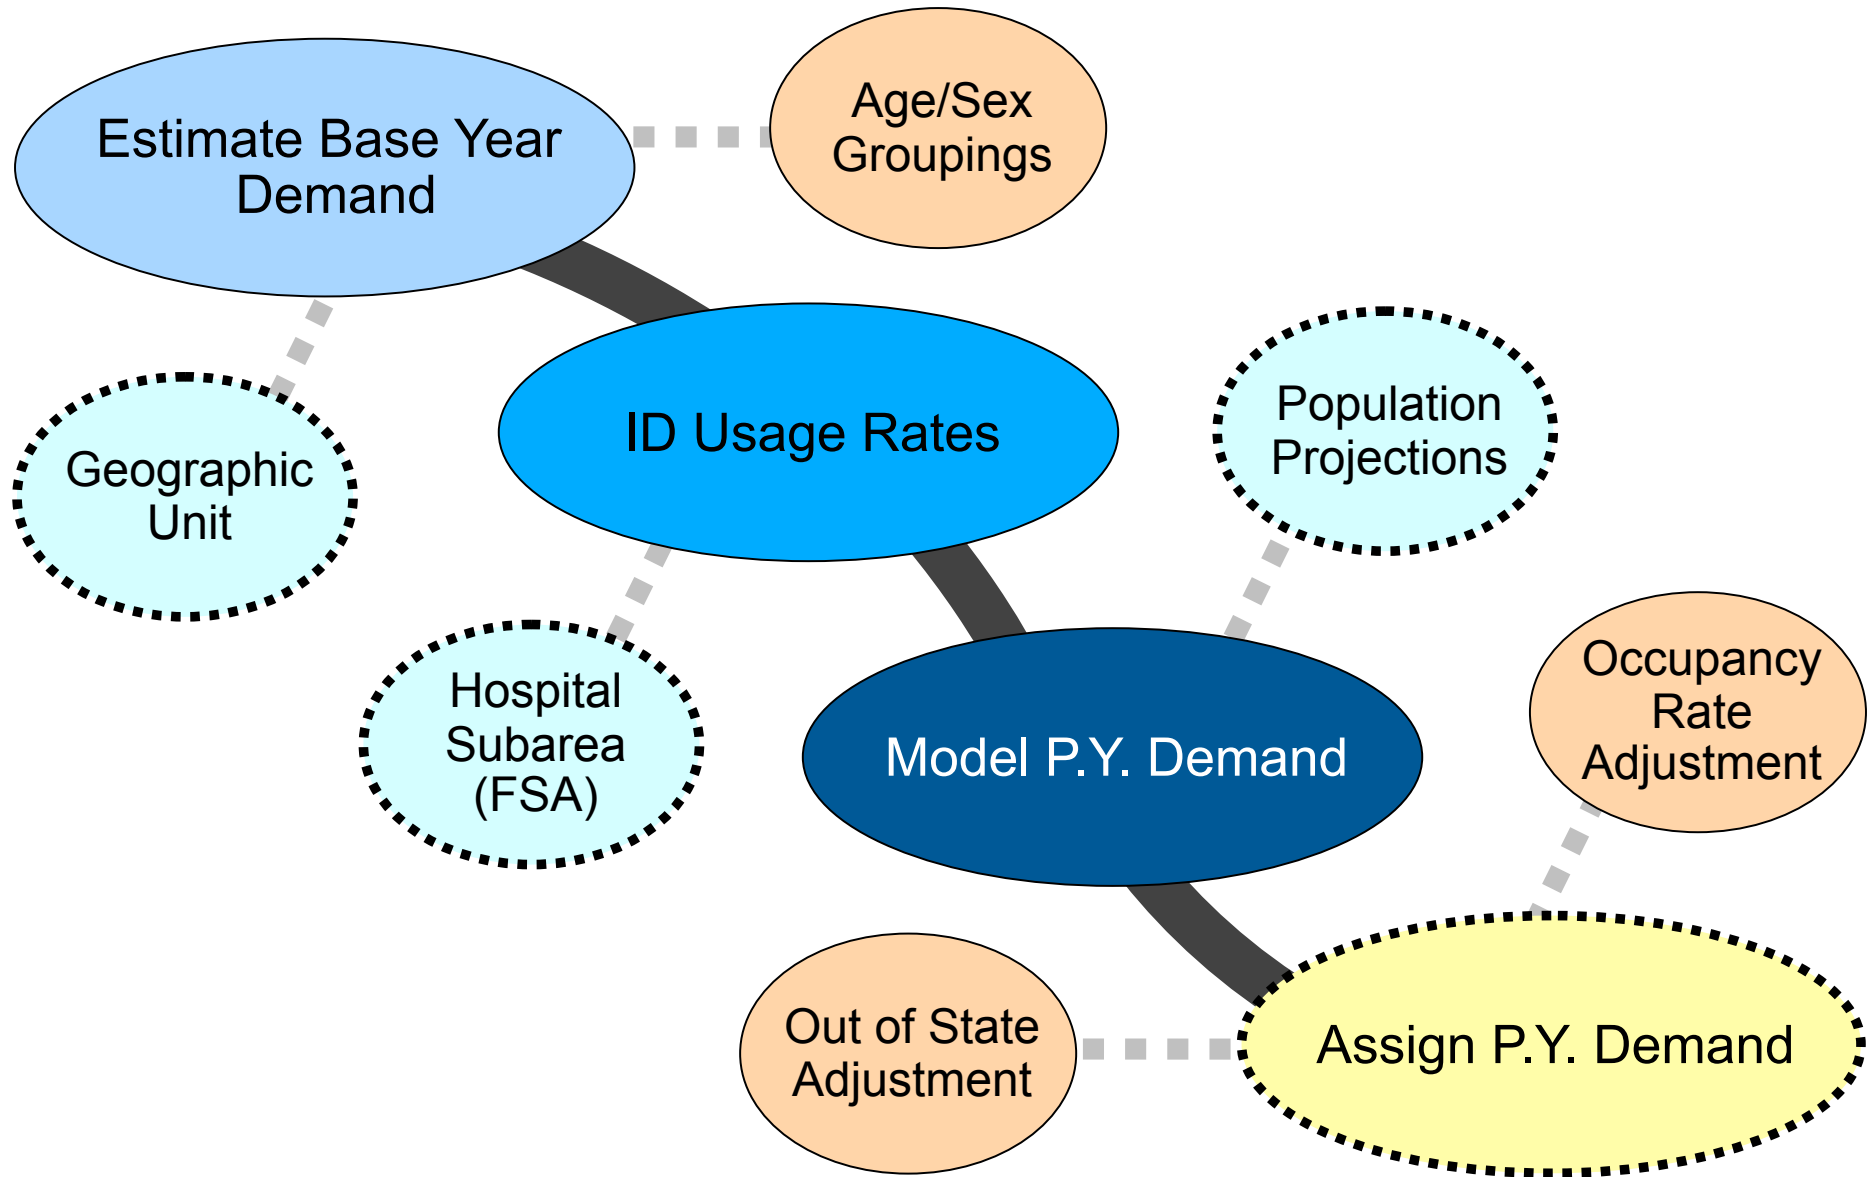 Estimate Base Year
Demand
Age/Sex
Groupings
Geographic
Unit
ID Usage Rates
Population
Projections
Hospital
Subarea
(FSA)
Model P.Y. Demand
Occupancy
Rate
Adjustment
Out of State
Adjustment
Assign P.Y. Demand